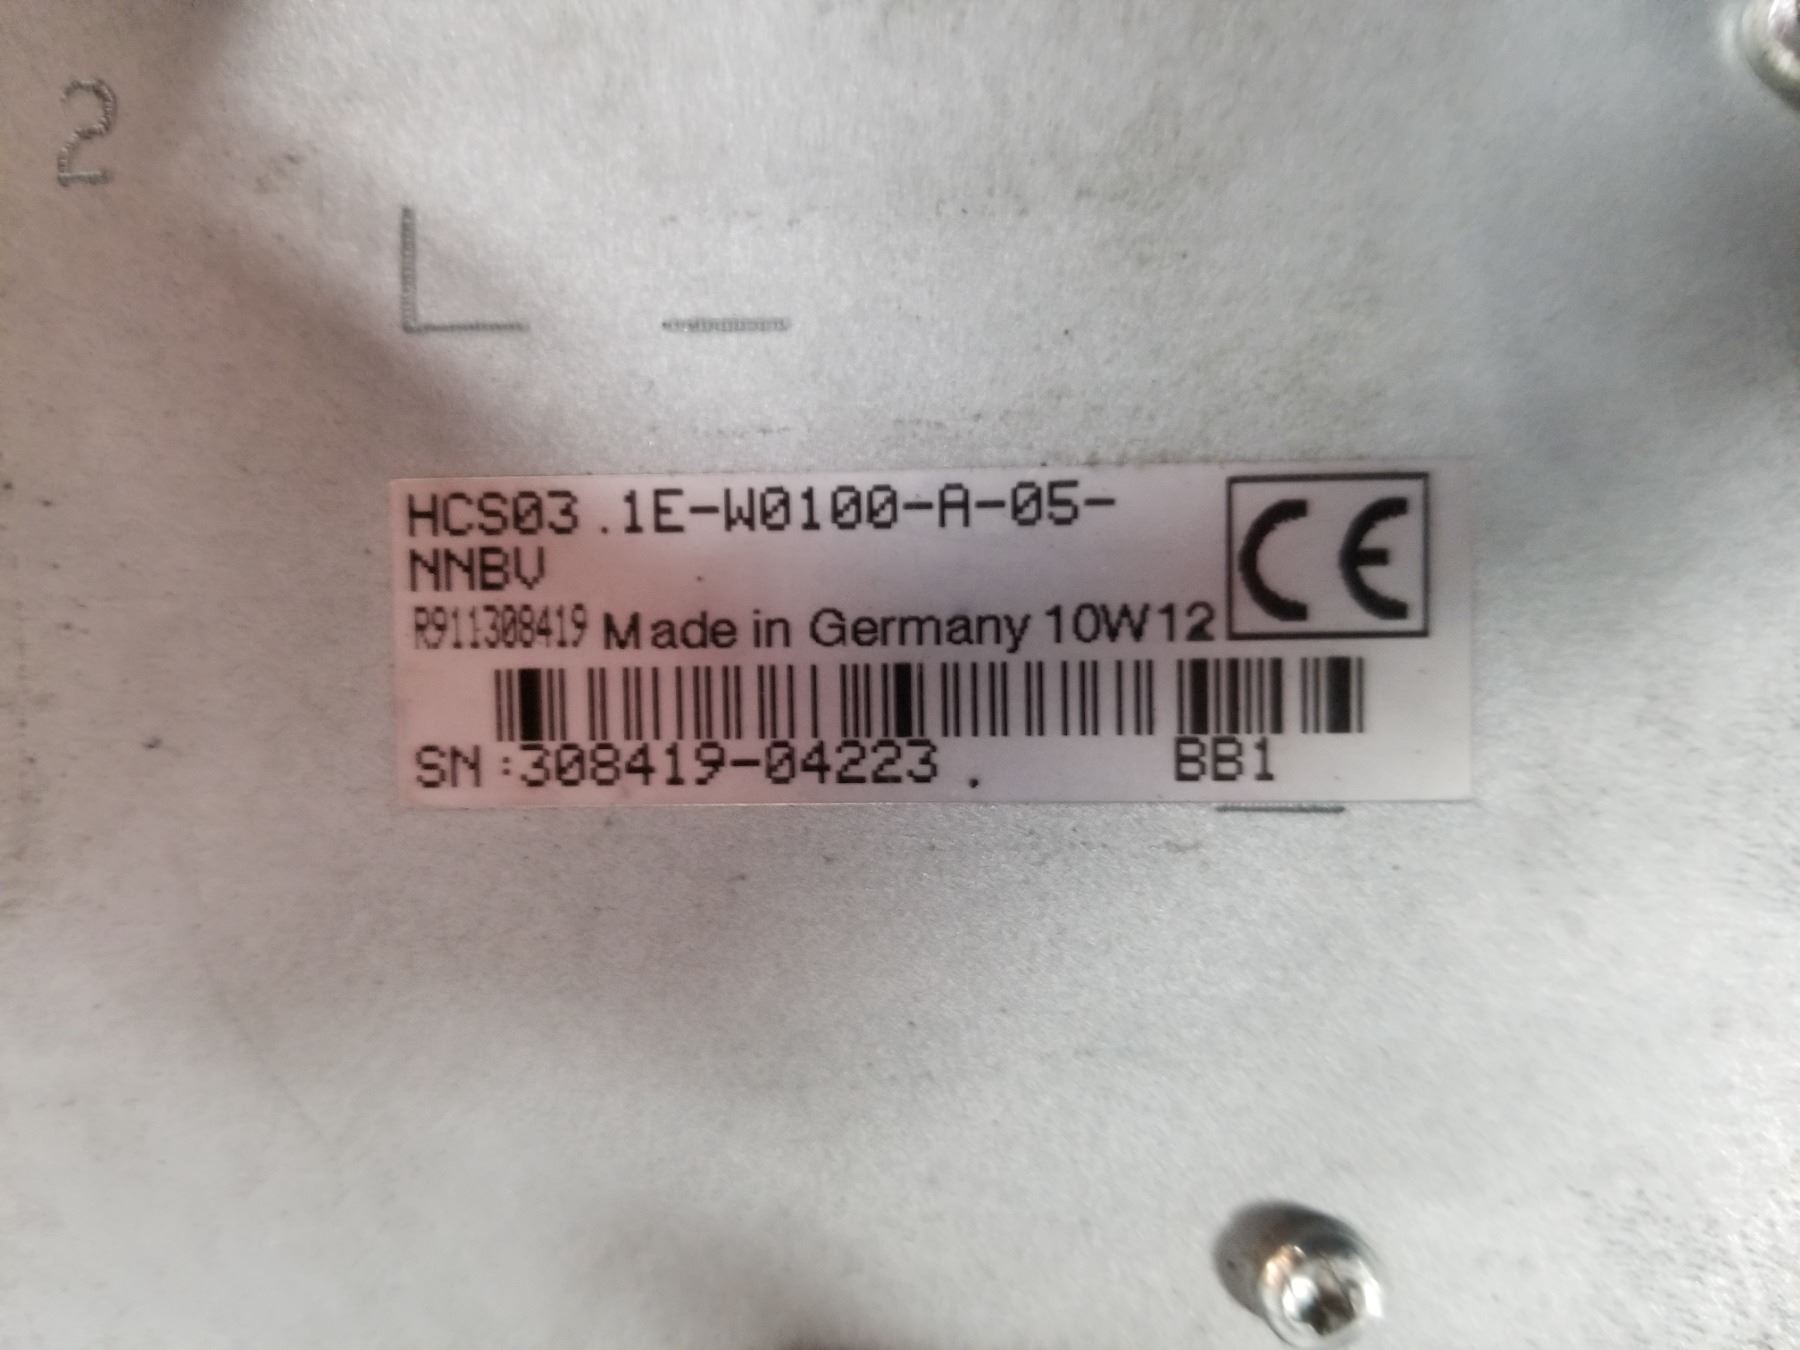 2
HCS03.1E-W0100-A-05-
NNBV
CE
R911308419 Made in Germany 10W12
SN:308419-04223 . BB1